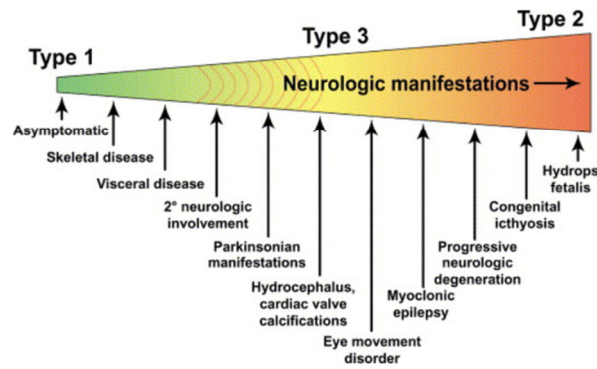 Type 1
Type 3
Type 2
Neurologic manifestations
Asymptomatic
Skeletal disease
Visceral disease
2° neurologic
involvement
Parkinsonian
manifestations
Hydrocephalus,
cardiac valve
calcifications
Eye movement
disorder
Myoclonic
epilepsy
Progressive
neurologic
degeneration
Congenital
icthyosis
Hydrops
fetalis